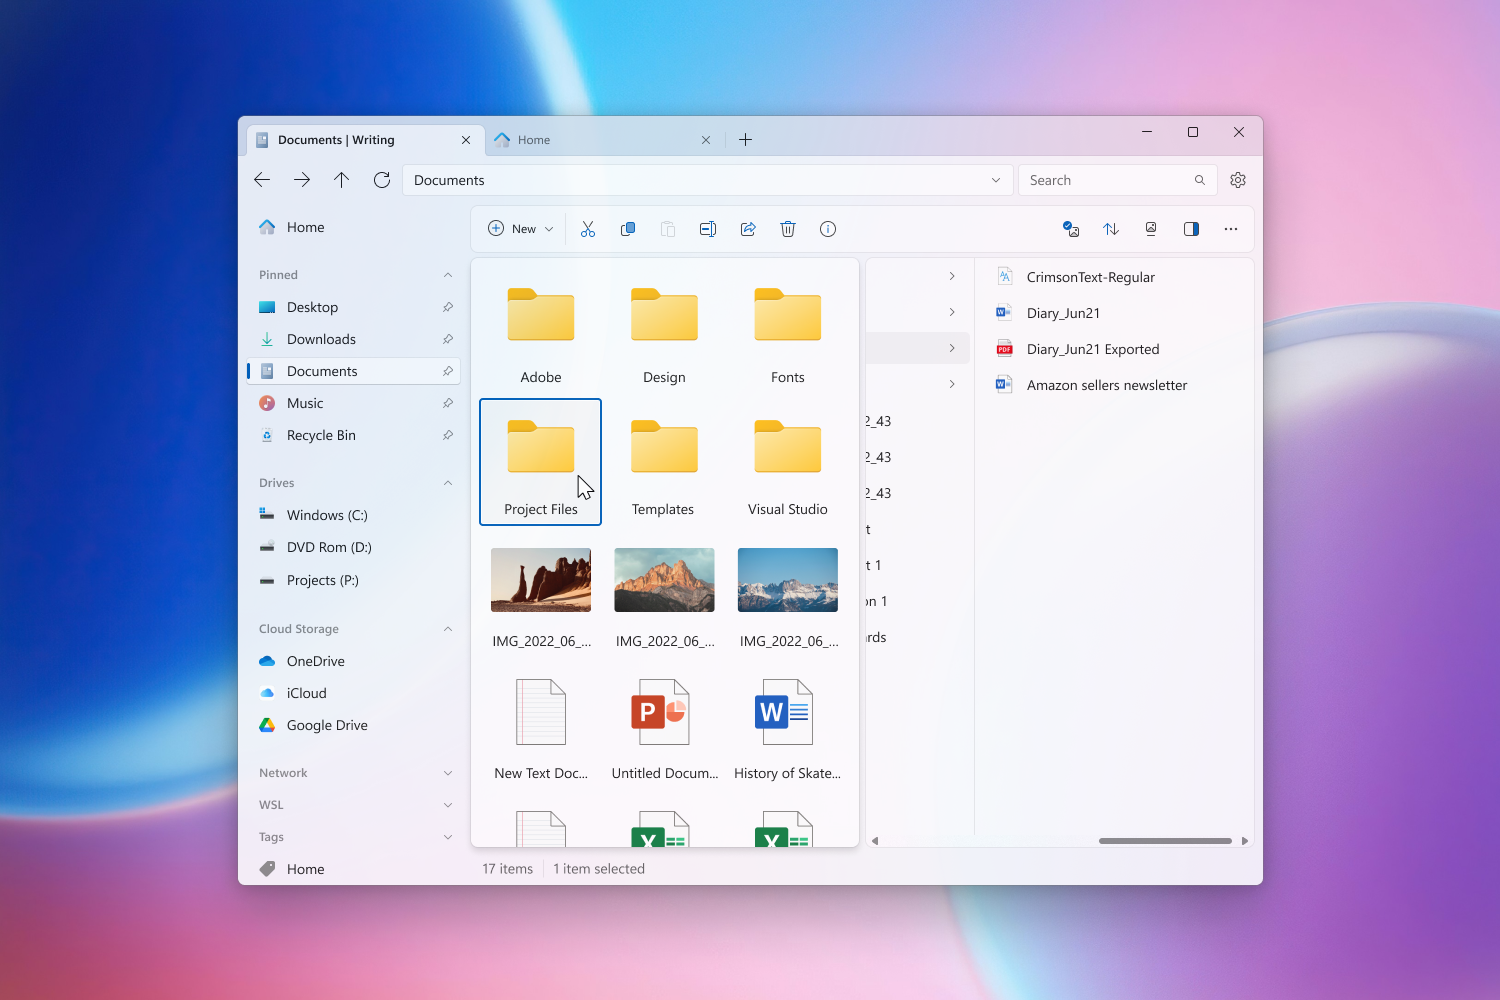 Documents | Writing
Home
Documents
Search
Home
Pinned
Desktop
Downloads
Documents
Music
Recycle Bin
Drives
Windows (C:)
DVD Rom (D:)
Projects (P:)
Cloud Storage
OneDrive
iCloud
Google Drive
Network
WSL
Tags
Home
New
Adobe
Design
Fonts
Project Files
Templates
Visual Studio
IMG_2022_06_...
IMG_2022_06_...
IMG_2022_06_...
P
W
New Text Doc...
Untitled Docum...
History of Skate...
X
X
2_43
2_43
2_43
t
t 1
on 1
rds
CrimsonText-Regular
W
Diary_Jun21
PDF
Diary_Jun21 Exported
W
Amazon sellers newsletter
17 items
1 item selected